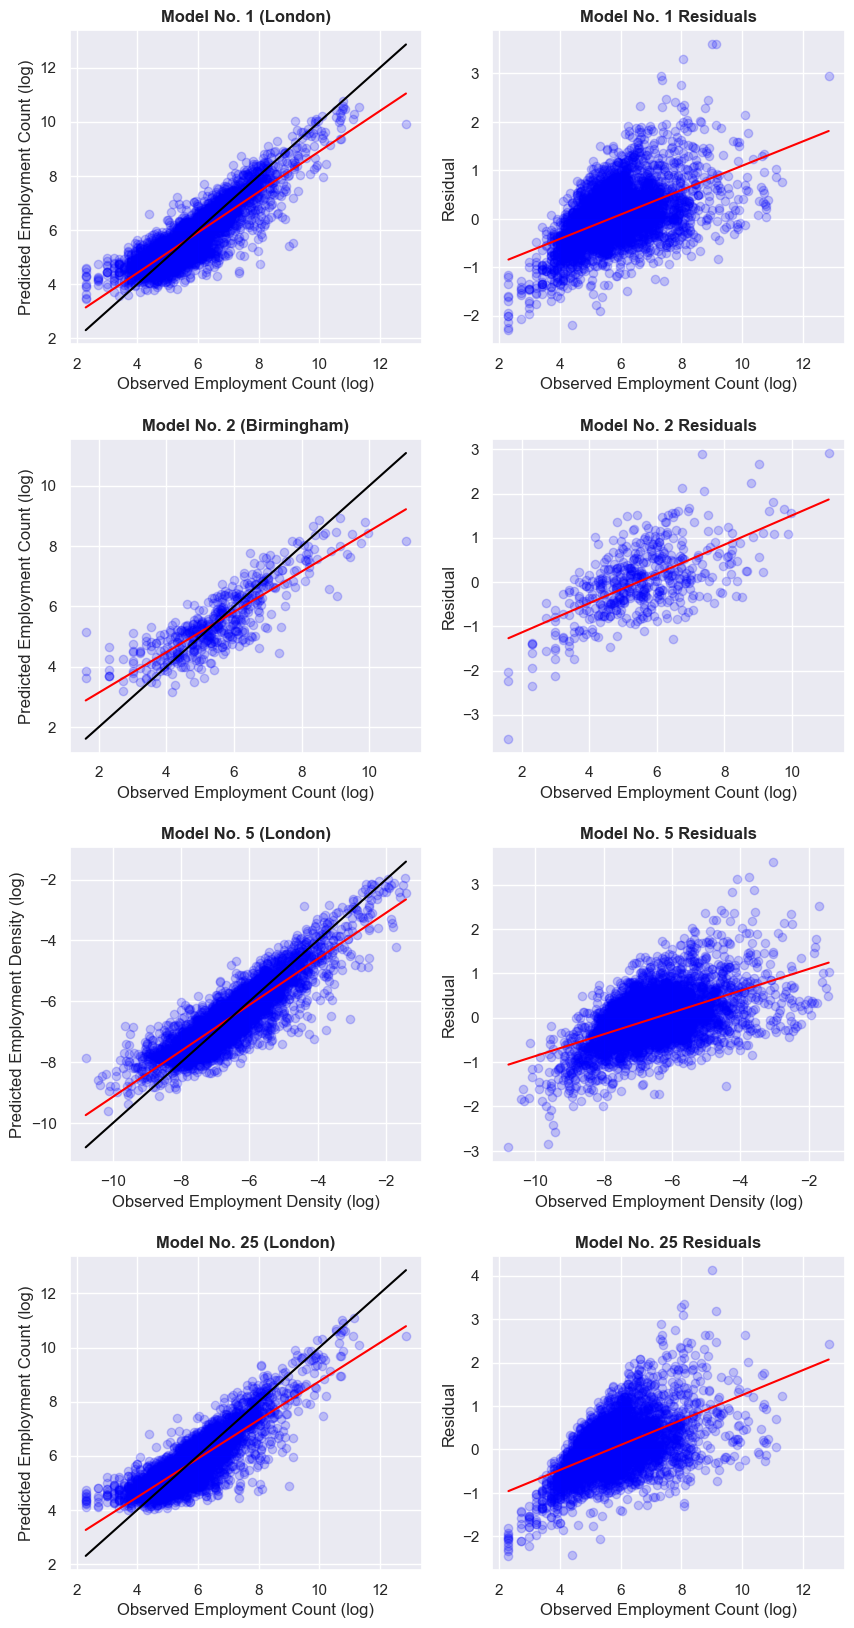 Model No. 1 (London)
Model No. 1 Residuals
Predicted Employment Count (log)
12
10
8
6
4
2
2 4 6 8 10 12
Observed Employment Count (log)
Residual
3
2
1
0
−1
−2
2 4 6 8 10 12
Observed Employment Count (log)
Model No. 2 (Birmingham)
Model No. 2 Residuals
Predicted Employment Count (log)
10
8
6
4
2
2 4 6 8 10
Observed Employment Count (log)
Residual
3
2
1
0
−1
−2
−3
2 4 6 8 10
Observed Employment Count (log)
Model No. 5 (London)
Model No. 5 Residuals
Predicted Employment Density (log)
−2
−4
−6
−8
−10
−10 −8 −6 −4 −2
Observed Employment Density (log)
Residual
3
2
1
0
−1
−2
−3
−10 −8 −6 −4 −2
Observed Employment Density (log)
Model No. 25 (London)
Model No. 25 Residuals
Predicted Employment Count (log)
12
10
8
6
4
2
2 4 6 8 10 12
Observed Employment Count (log)
Residual
4
3
2
1
0
−1
−2
2 4 6 8 10 12
Observed Employment Count (log)